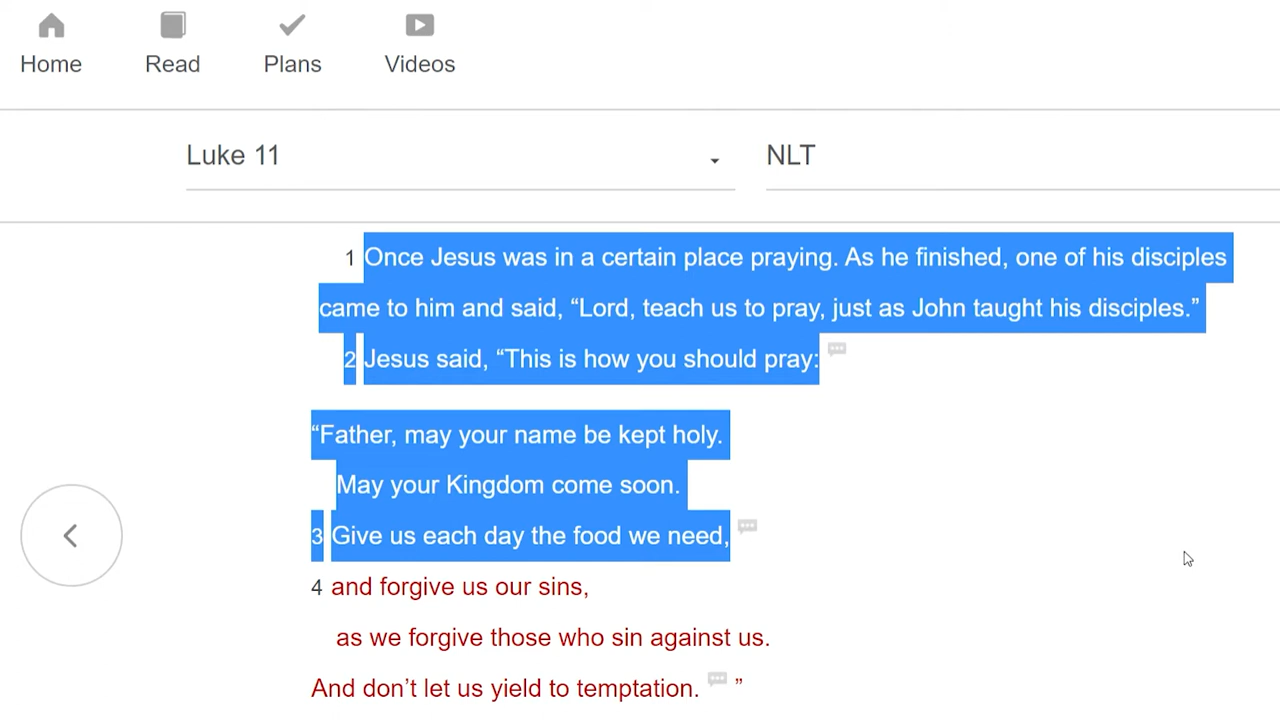 Home Read Plans Videos
Luke 11 NLT
1 Once Jesus was in a certain place praying. As he finished, one of his disciples
came to him and said, “Lord, teach us to pray, just as John taught his disciples.”
2 Jesus said, “This is how you should pray:
“Father, may your name be kept holy.
May your Kingdom come soon.
3 Give us each day the food we need,
4 and forgive us our sins,
as we forgive those who sin against us.
And don’t let us yield to temptation. ”